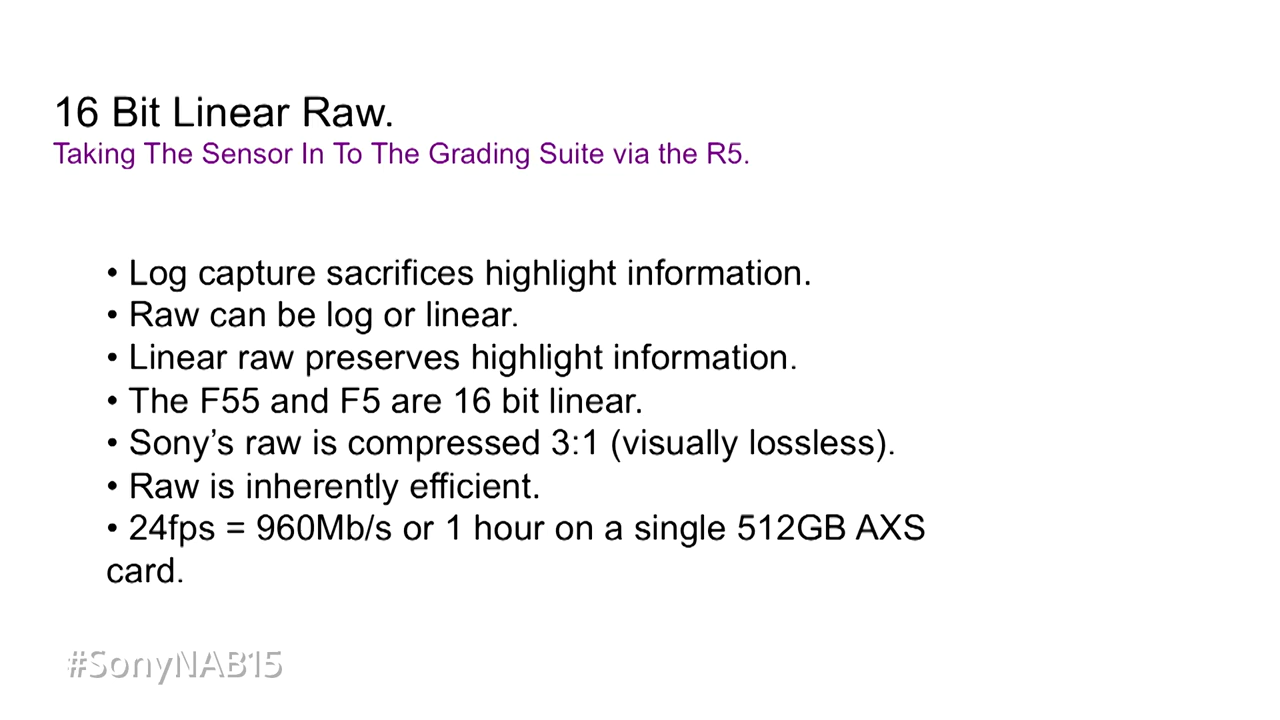 16 Bit Linear Raw.
Taking The Sensor In To The Grading Suite via the R5.
• Log capture sacrifices highlight information.
• Raw can be log or linear.
• Linear raw preserves highlight information.
• The F55 and F5 are 16 bit linear.
• Sony’s raw is compressed 3:1 (visually lossless).
• Raw is inherently efficient.
• 24fps = 960Mb/s or 1 hour on a single 512GB AXS
card.
#SonyNAB15